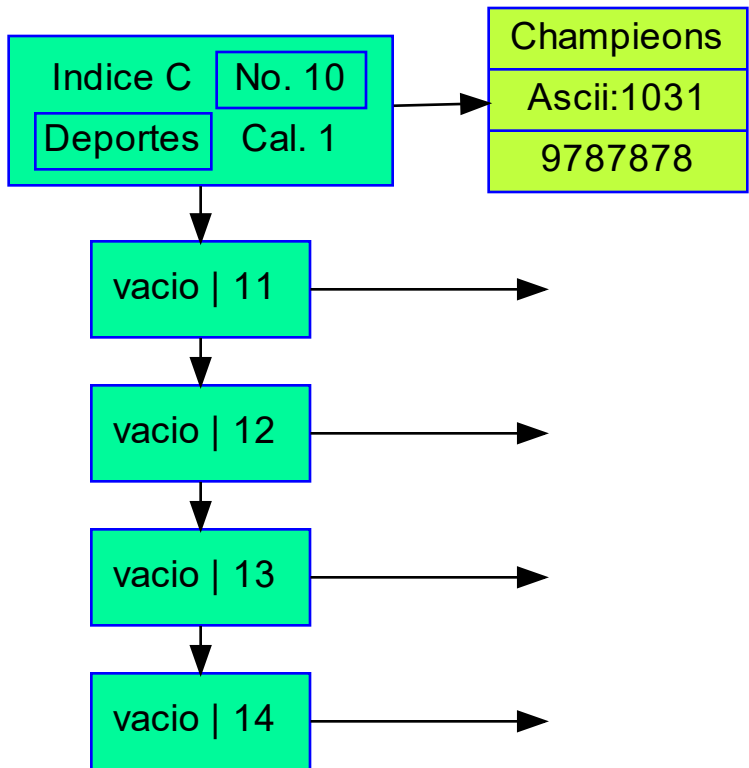 Indice C No. 10
Deportes Cal. 1
Champieons
Ascii:1031
9787878
vacio | 11
vacio | 12
vacio | 13
vacio | 14